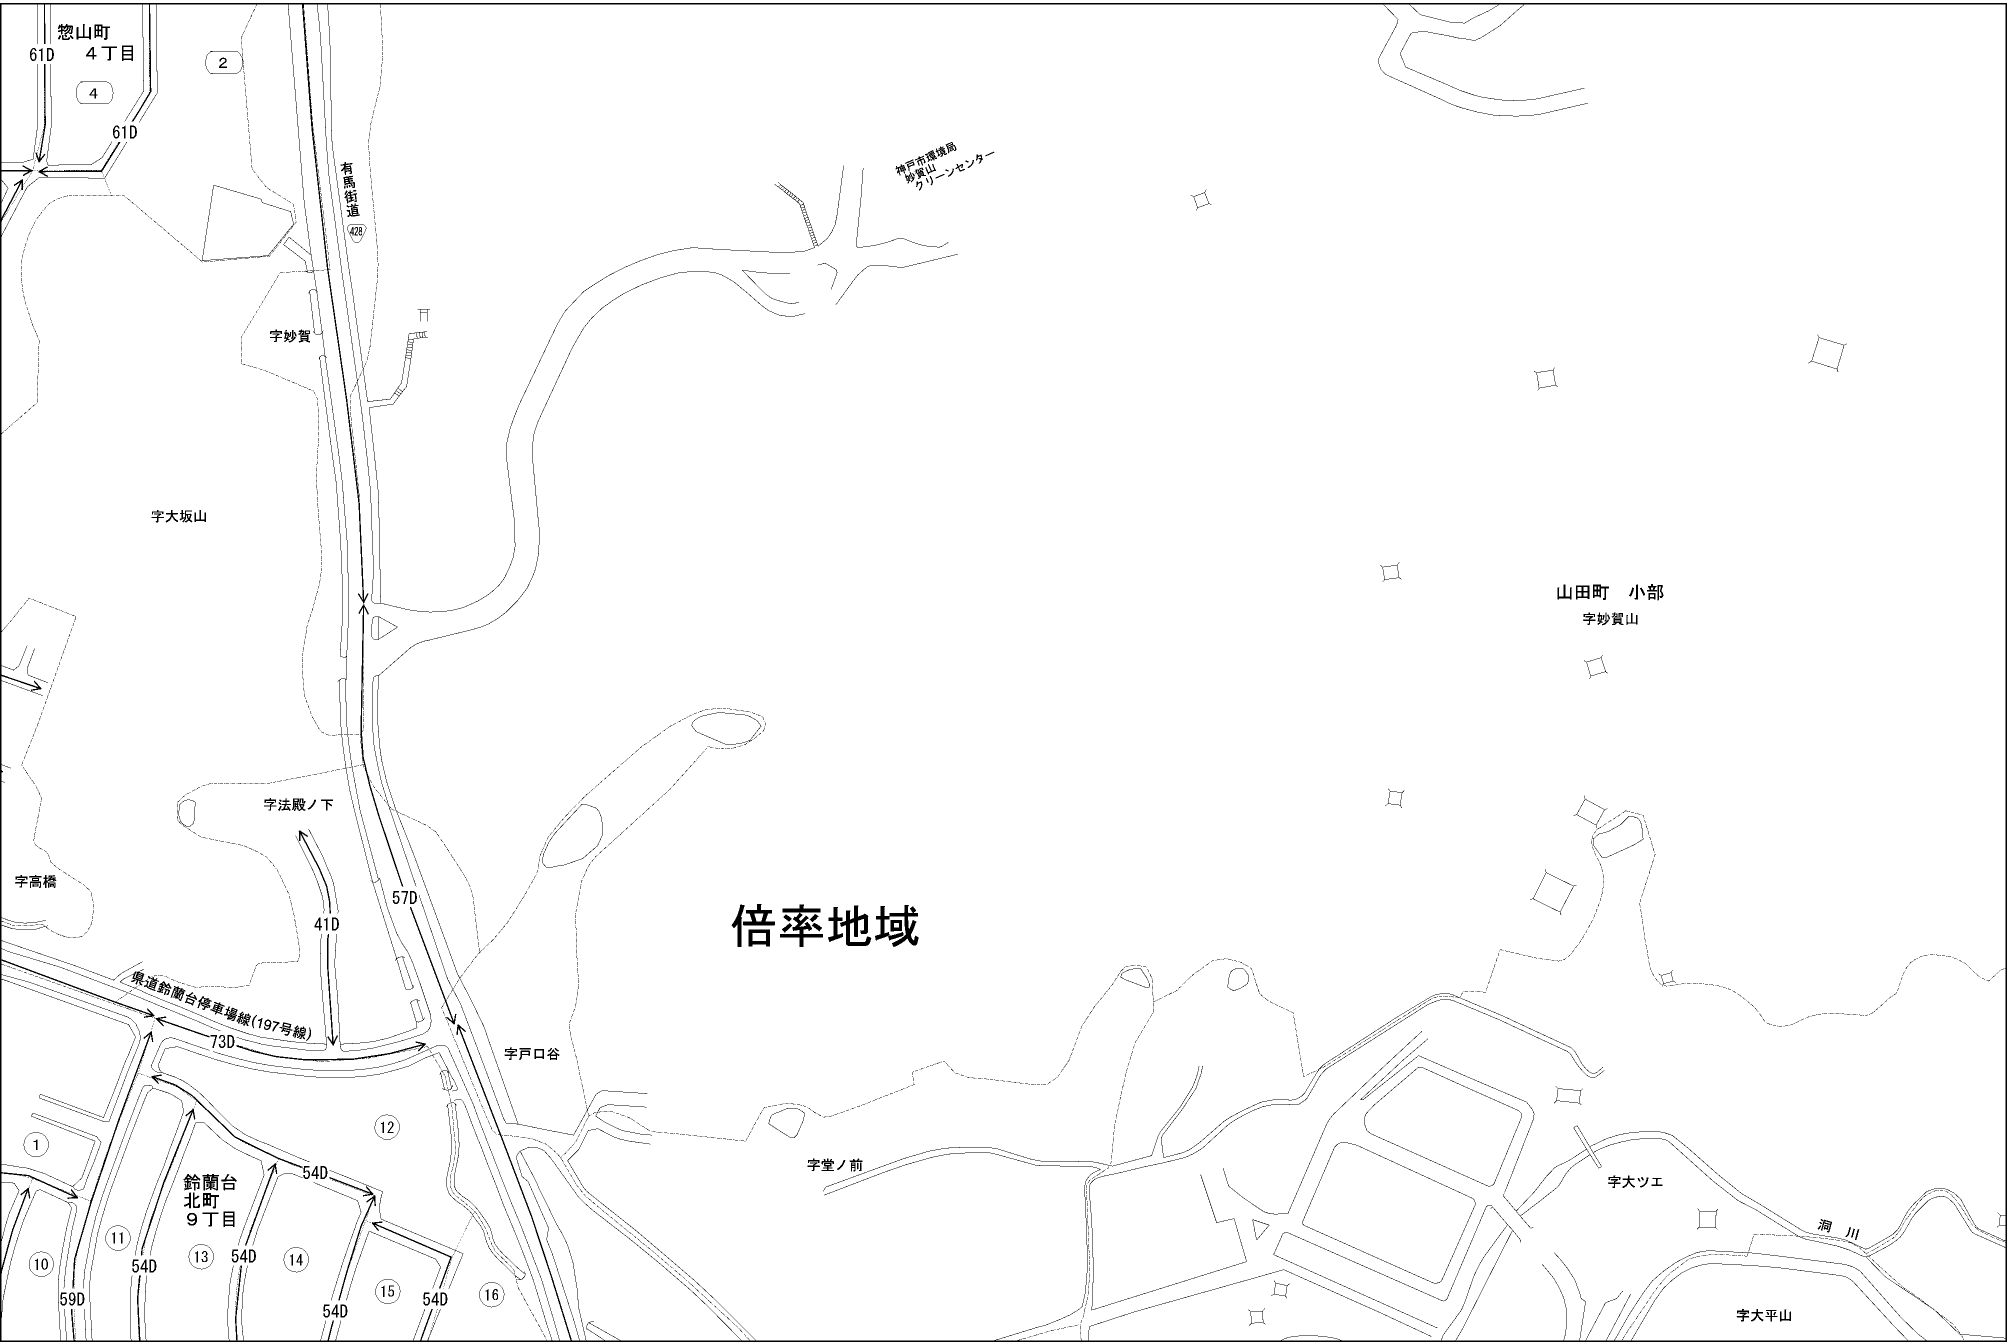 惣山町
４丁目
61D
2
4
61D
有馬街道
428
神戸市環境局
妙賀山
クリーンセンター
字妙賀
字大坂山
山田町　小部
字妙賀山
字法殿ノ下
字高橋
57D
41D
倍率地域
県道鈴蘭台停車場線(197号線)
73D
字戸口谷
12
1
54D
字堂ノ前
鈴蘭台
北町
９丁目
字大ツエ
洞川
11
13
54D
54D
14
10
59D
15
16
54D
54D
字大平山